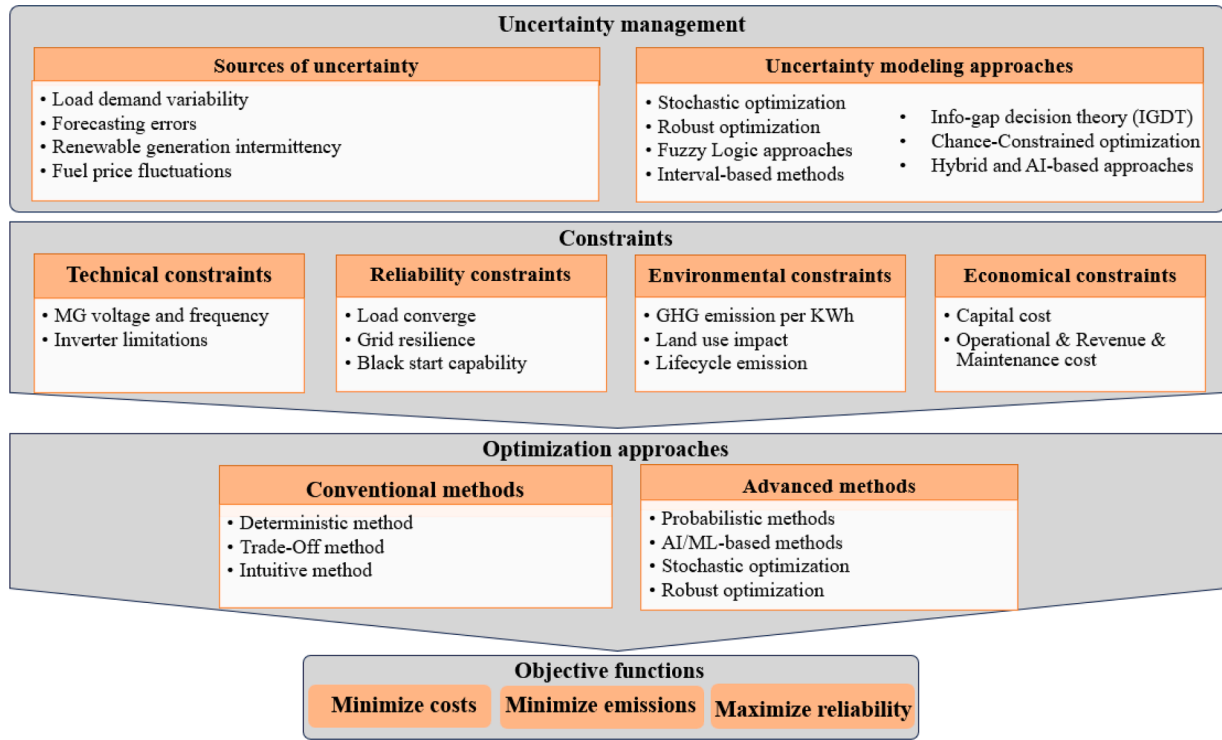 Uncertainty management
Sources of uncertainty
• Load demand variability
• Forecasting errors
• Renewable generation intermittency
• Fuel price fluctuations
Uncertainty modeling approaches
• Stochastic optimization
• Robust optimization
• Fuzzy Logic approaches
• Interval-based methods
• Info-gap decision theory (IGDT)
• Chance-Constrained optimization
• Hybrid and AI-based approaches
Constraints
Technical constraints
• MG voltage and frequency
• Inverter limitations
Reliability constraints
• Load converge
• Grid resilience
• Black start capability
Environmental constraints
• GHG emission per KWh
• Land use impact
• Lifecycle emission
Economical constraints
• Capital cost
• Operational & Revenue &
Maintenance cost
Optimization approaches
Conventional methods
• Deterministic method
• Trade-Off method
• Intuitive method
Advanced methods
• Probabilistic methods
• AI/ML-based methods
• Stochastic optimization
• Robust optimization
Objective functions
Minimize costs
Minimize emissions
Maximize reliability